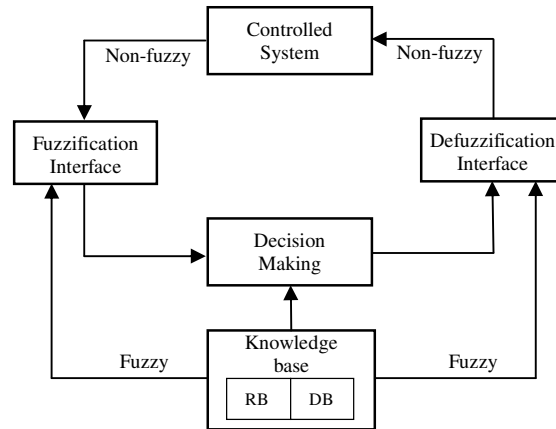 Controlled
System
Non-fuzzy
Non-fuzzy
Fuzzification
Interface
Defuzzification
Interface
Decision
Making
Knowledge
base
Fuzzy
Fuzzy
RB
DB